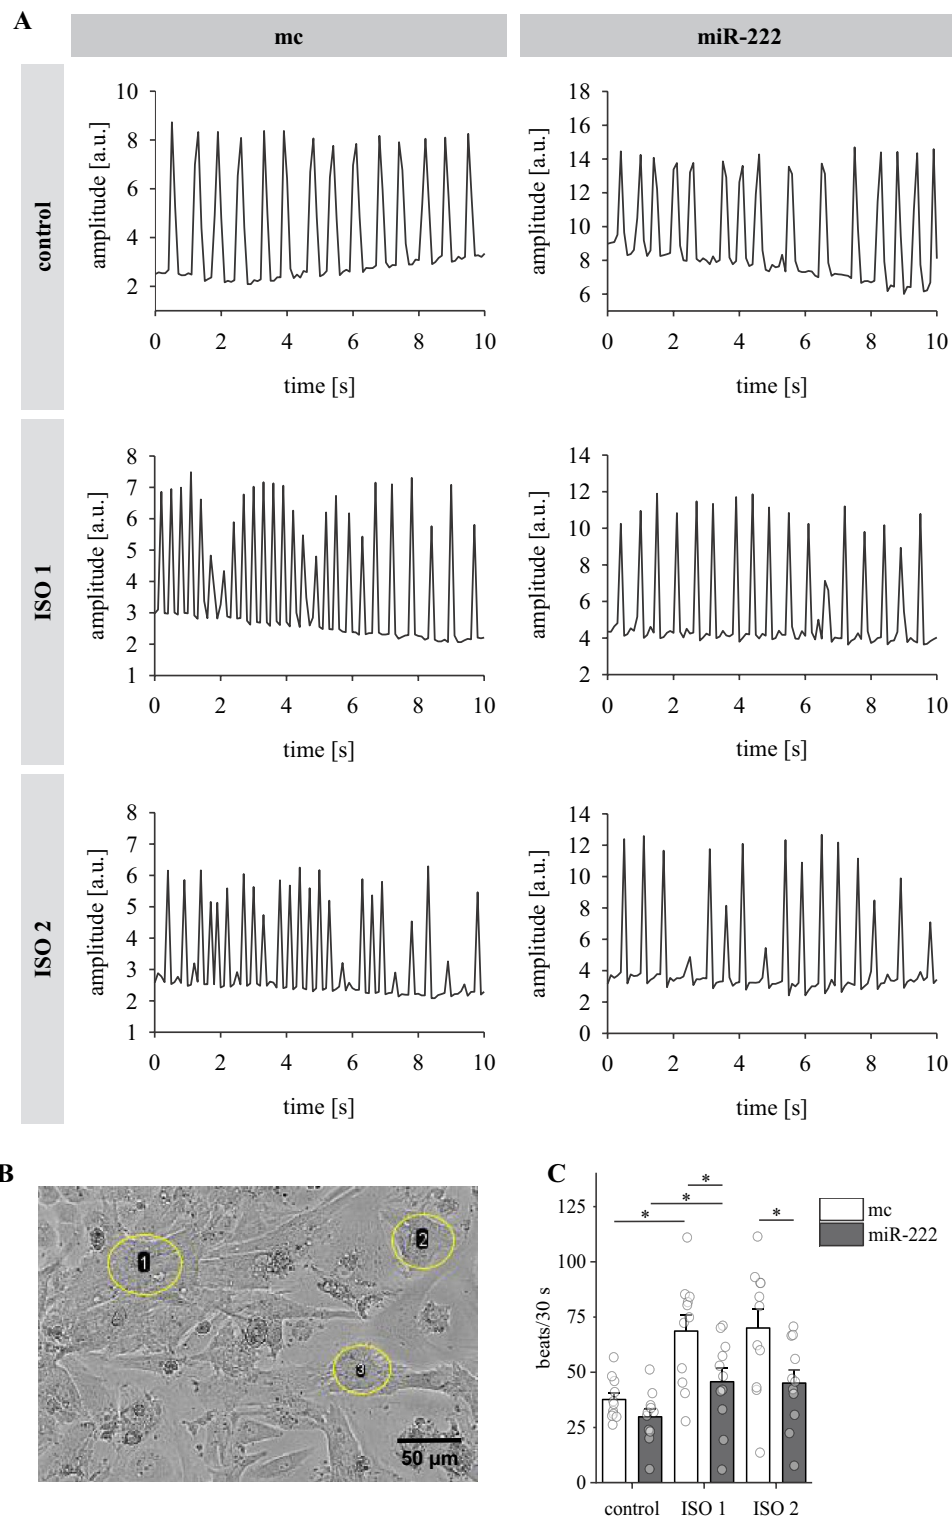 A
mc
miR-222
control
10
8
6
4
2
amplitude [a.u.]
0 2 4 6 8 10
time [s]
18
16
14
12
10
8
6
amplitude [a.u.]
0 2 4 6 8 10
time [s]
ISO 1
8
7
6
5
4
3
2
1
amplitude [a.u.]
0 2 4 6 8 10
time [s]
14
12
10
8
6
4
2
amplitude [a.u.]
0 2 4 6 8 10
time [s]
ISO 2
8
7
6
5
4
3
2
1
amplitude [a.u.]
0 2 4 6 8 10
time [s]
14
12
10
8
6
4
2
0
amplitude [a.u.]
0 2 4 6 8 10
time [s]
B
1
2
3
50 µm
C
125
100
75
50
25
0
beats/30 s
*
*
*
*
mc
miR-222
control ISO 1 ISO 2